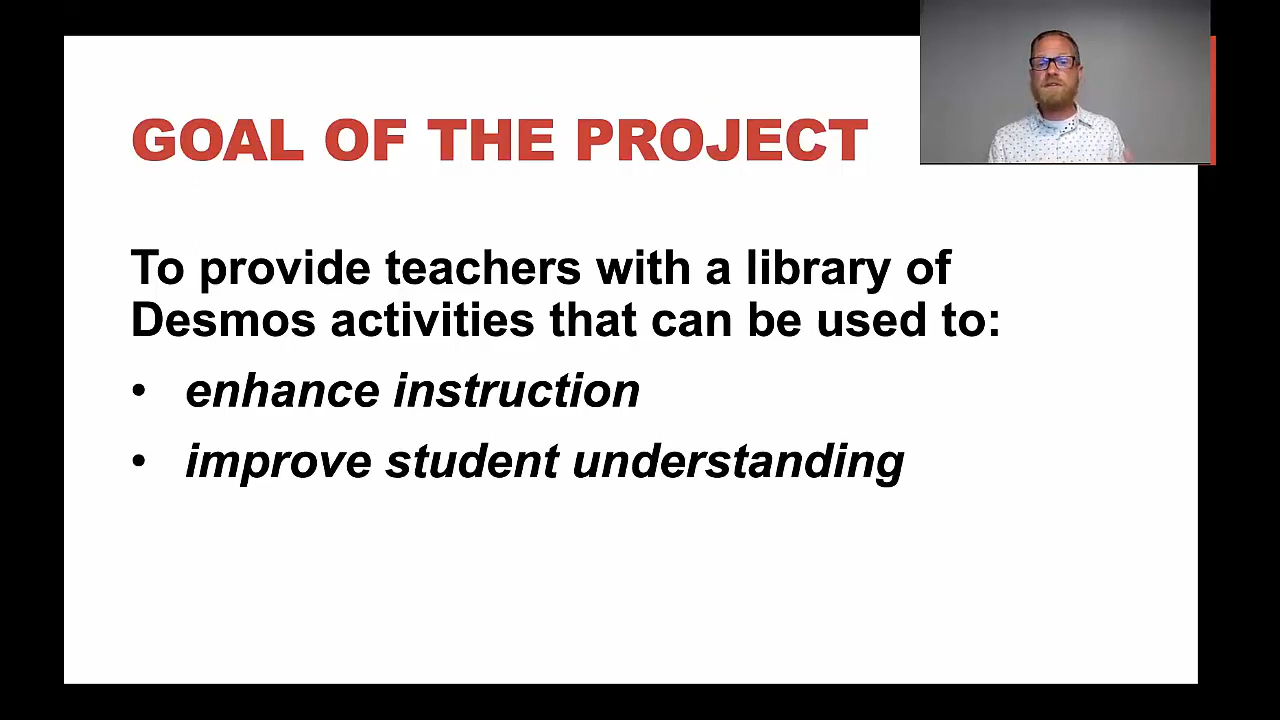 GOAL OF THE PROJECT
To provide teachers with a library of
Desmos activities that can be used to:
• enhance instruction
• improve student understanding